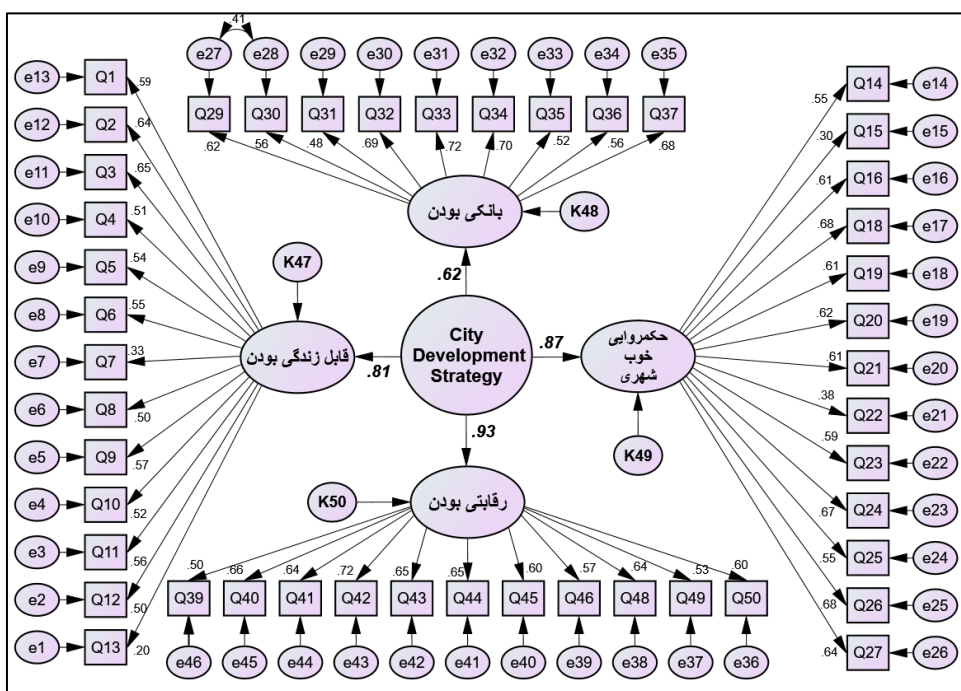 .41
e27 e28 e29 e30 e31 e32 e33 e34 e35
Q29 Q30 Q31 Q32 Q33 Q34 Q35 Q36 Q37
.62 .56 .48 .69 .72 .70 .52 .56 .68
بانکی بودن
K48
.62
e13 Q1 .59
e12 Q2 .64
e11 Q3 .65
e10 Q4 .51
e9 Q5 .54
e8 Q6 .55
e7 Q7 .33
e6 Q8 .50
e5 Q9 .57
e4 Q10 .52
e3 Q11 .56
e2 Q12 .50
e1 Q13 .20
K47
قابل زندگی بودن
.81
City
Development
Strategy
.87
حکمروایی
خوب
شهری
K49
.55 Q14 e14
.30 Q15 e15
.61 Q16 e16
.68 Q18 e17
.61 Q19 e18
.62 Q20 e19
.61 Q21 e20
.38 Q22 e21
.59 Q23 e22
.67 Q24 e23
.55 Q25 e24
.68 Q26 e25
.64 Q27 e26
.93
K50
رقابتی بودن
.50 .66 .64 .72 .65 .65 .60 .57 .64 .53 .60
Q39 Q40 Q41 Q42 Q43 Q44 Q45 Q46 Q48 Q49 Q50
e46 e45 e44 e43 e42 e41 e40 e39 e38 e37 e36